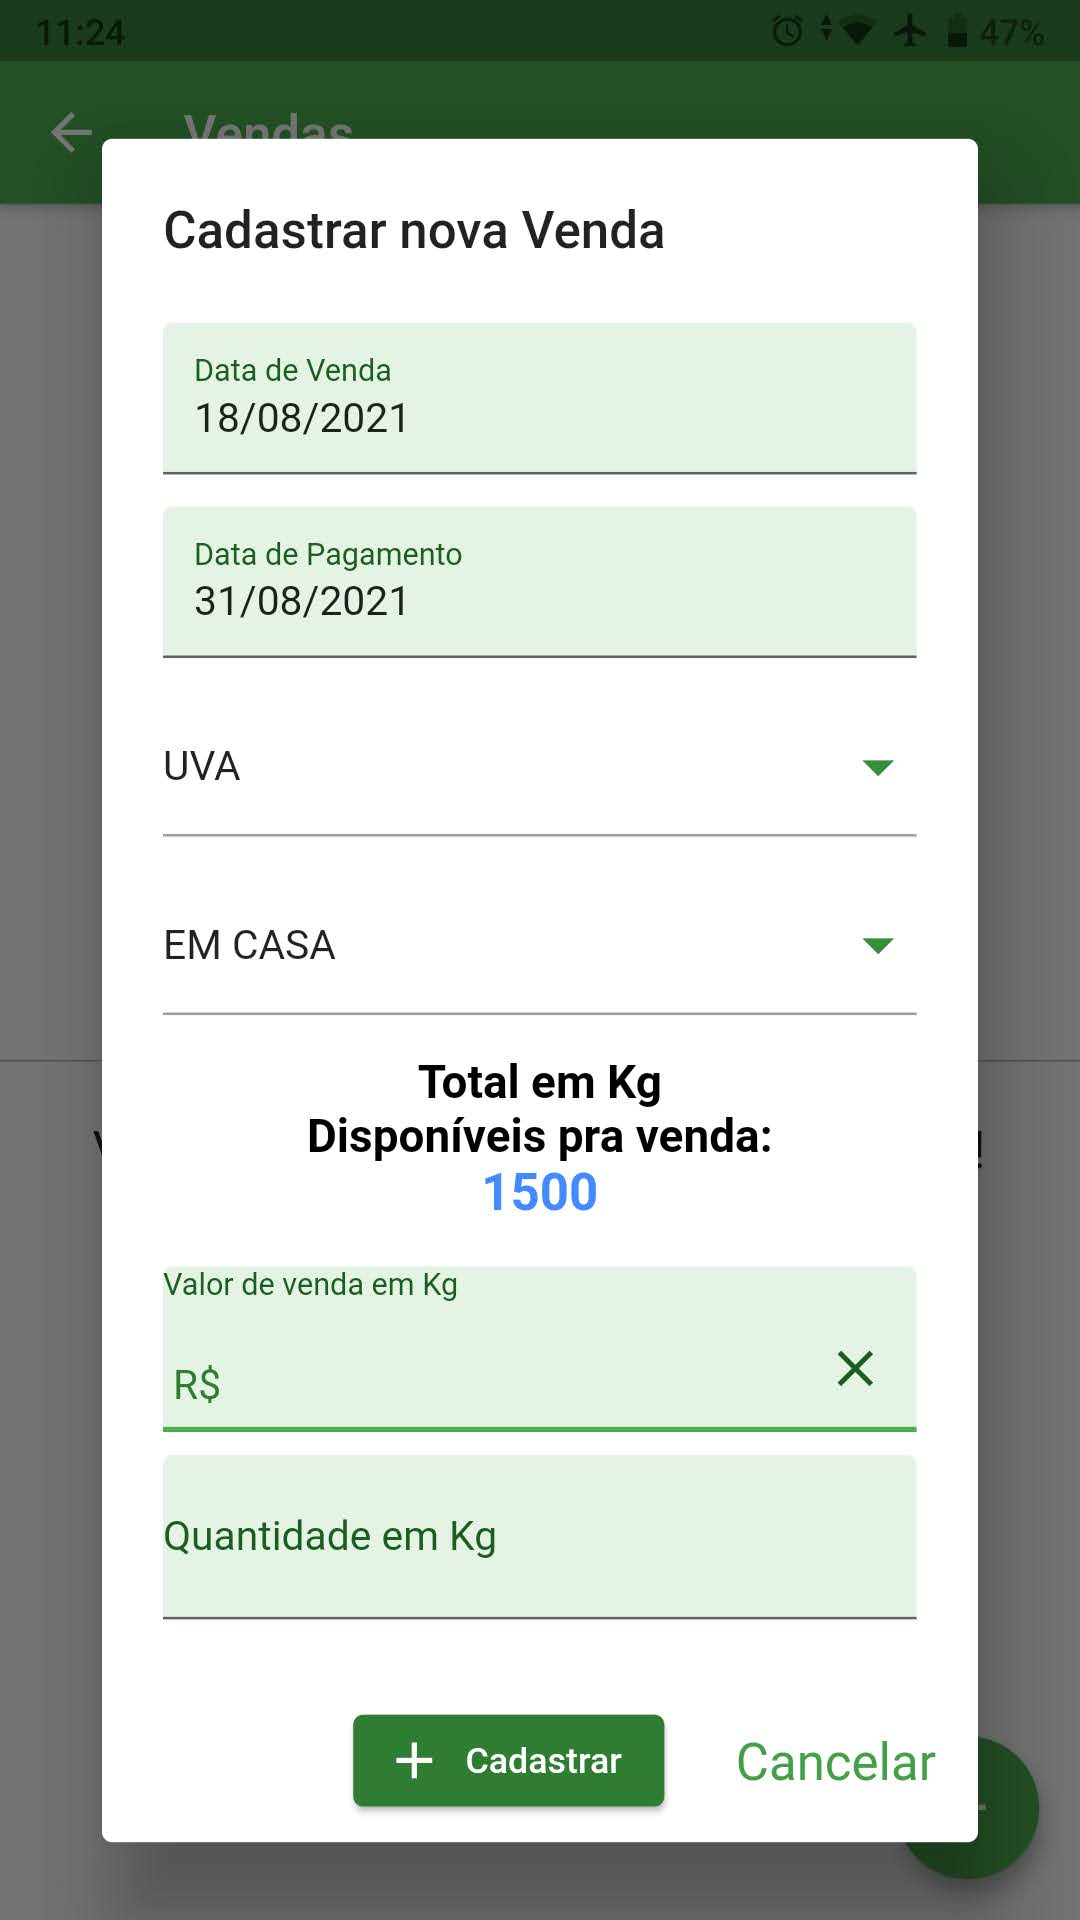 11:24
47%
Vendas
Cadastrar nova Venda
Data de Venda
18/08/2021
Data de Pagamento
31/08/2021
UVA
EM CASA
Total em Kg
Disponíveis pra venda:
1500
Valor de venda em Kg
R$
Quantidade em Kg
Cadastrar
Cancelar